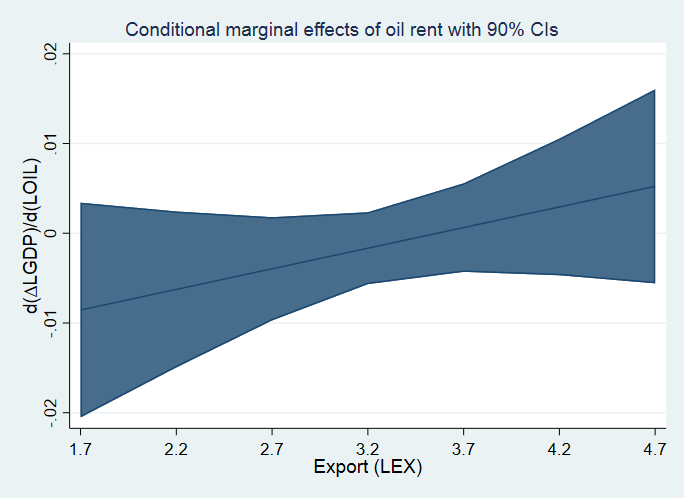 Conditional marginal effects of oil rent with 90% CIs
d(ΔLGDP)/d(LOIL)
.02
.01
0
-.01
-.02
1.7 2.2 2.7 3.2 3.7 4.2 4.7
Export (LEX)